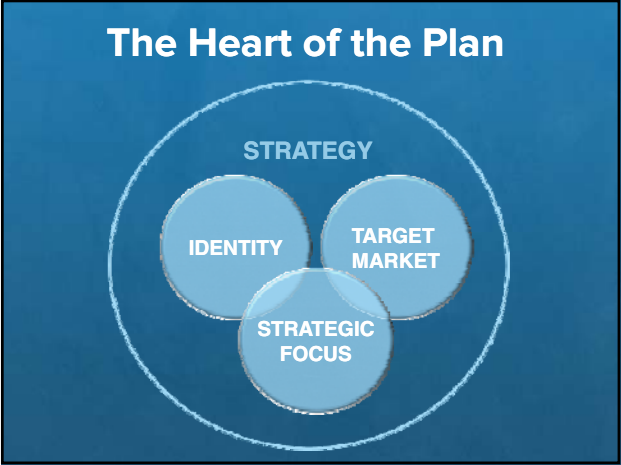 The Heart of the Plan
STRATEGY
IDENTITY
TARGET
MARKET
STRATEGIC
FOCUS